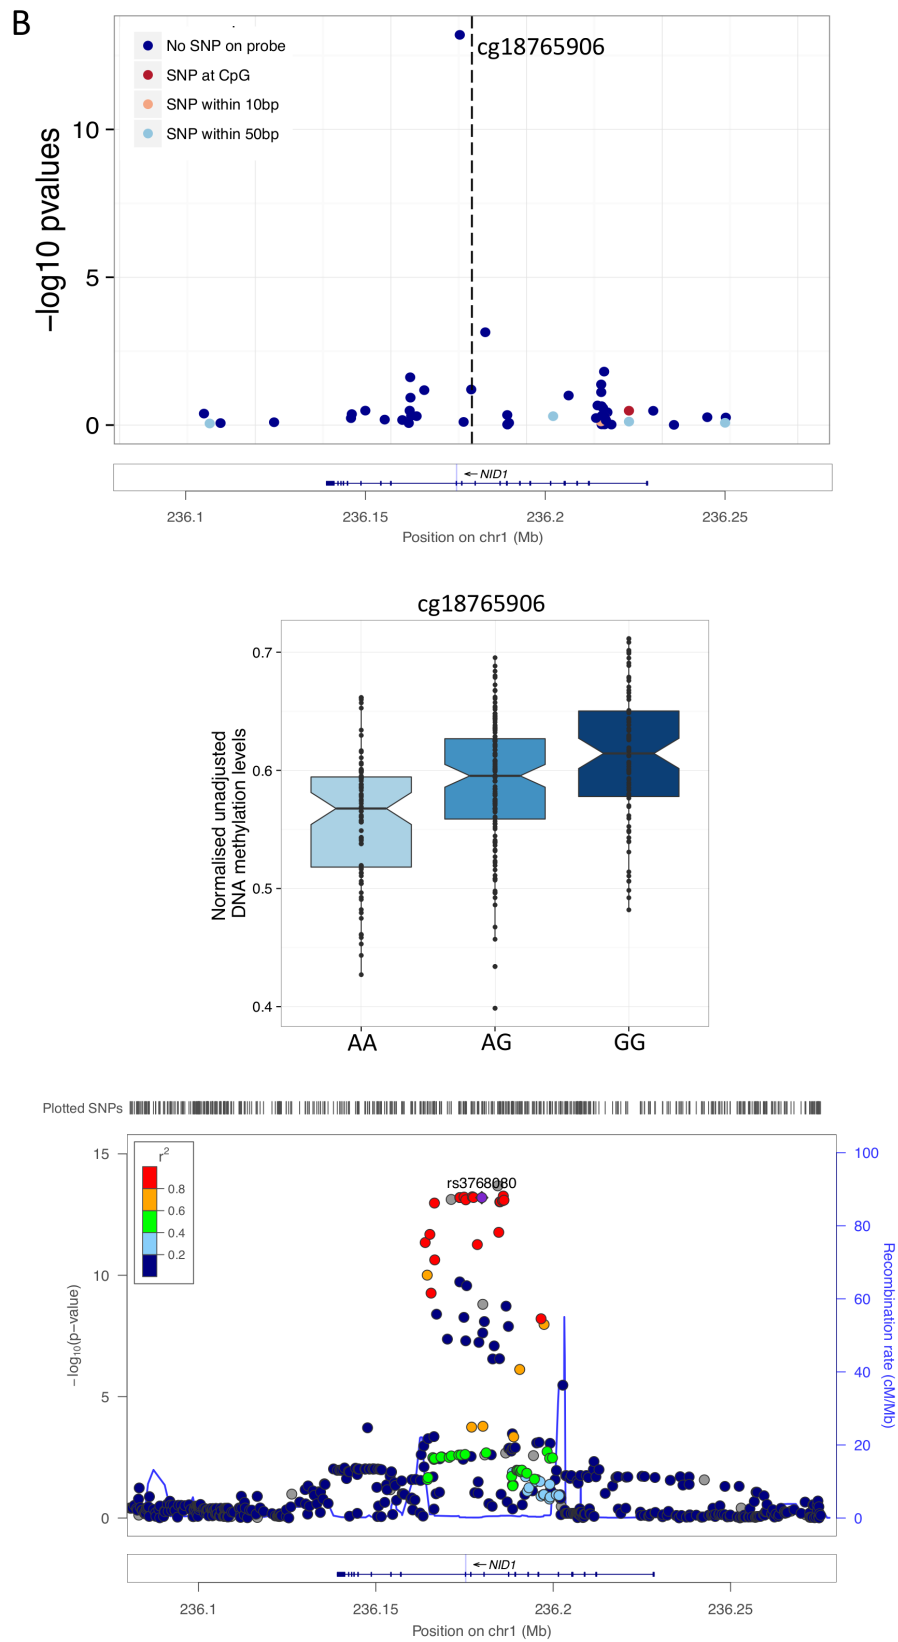 B
No SNP on probe
SNP at CpG
SNP within 10bp
SNP within 50bp
cg18765906
−log10 pvalues
10
5
0
← NID1
236.1 236.15 236.2 236.25
Position on chr1 (Mb)
cg18765906
Normalised unadjusted
DNA methylation levels
0.7
0.6
0.5
0.4
AA AG GG
Plotted SNPs
r²
0.8
0.6
0.4
0.2
rs3768080
−log₁₀(p−value)
15
10
5
0
100
80
60
40
20
0
Recombination rate (cM/Mb)
← NID1
236.1 236.15 236.2 236.25
Position on chr1 (Mb)